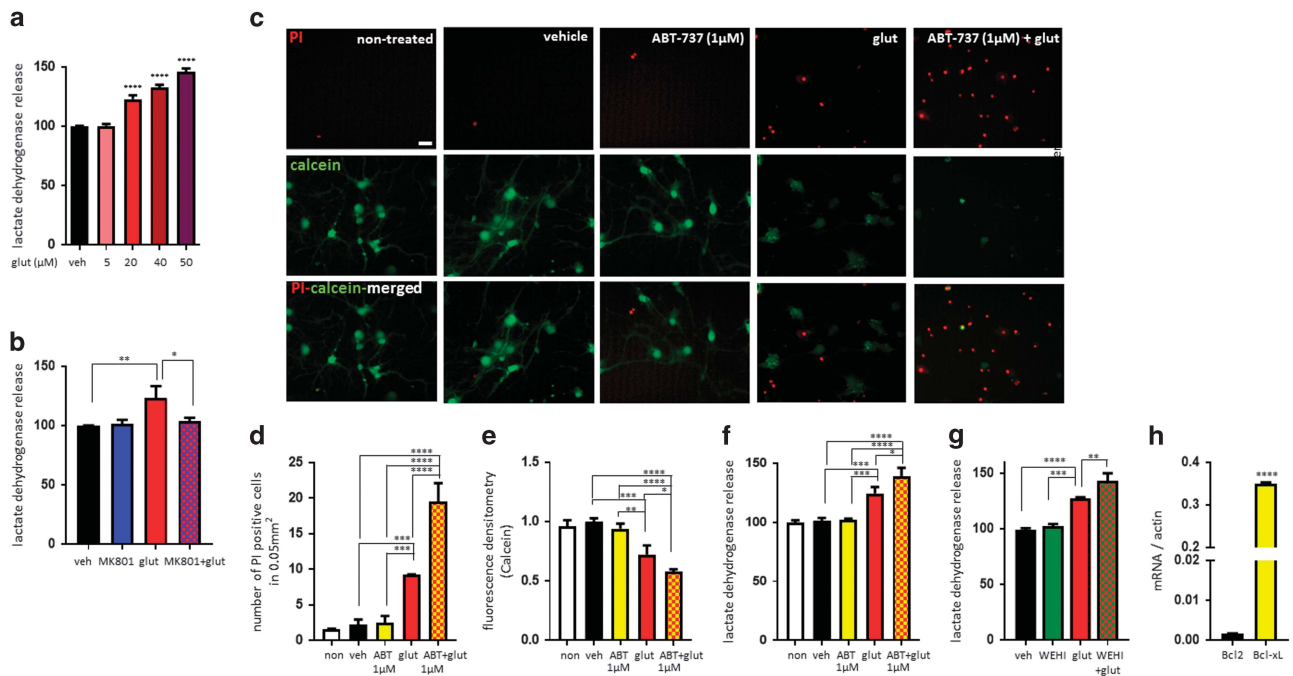 a
lactate dehydrogenase release
150
100
50
0
**** **** ****
glut (μM) veh 5 20 40 50
b
lactate dehydrogenase release
150
100
50
0
** *
veh MK801 glut MK801+glut
c
PI non-treated vehicle ABT-737 (1μM) glut ABT-737 (1μM) + glut
calcein
PI-calcein-merged
d
number of PI positive cells
in 0.05mm²
25
20
15
10
5
0
****
****
****
***
***
non veh ABT glut ABT+glut
1μM 1μM
e
fluorescence densitometry
(Calcein)
1.5
1.0
0.5
0.0
****
****
*** *
**
non veh ABT glut ABT+glut
1μM 1μM
f
lactate dehydrogenase release
150
100
50
0
****
****
*** *
***
non veh ABT glut ABT+glut
1μM 1μM
g
lactate dehydrogenase release
150
100
50
0
**** **
***
veh WEHI glut WEHI
+glut
h
mRNA / actin
0.4
0.3
0.2
0.02
0.01
0.00
****
Bcl2 Bcl-xL